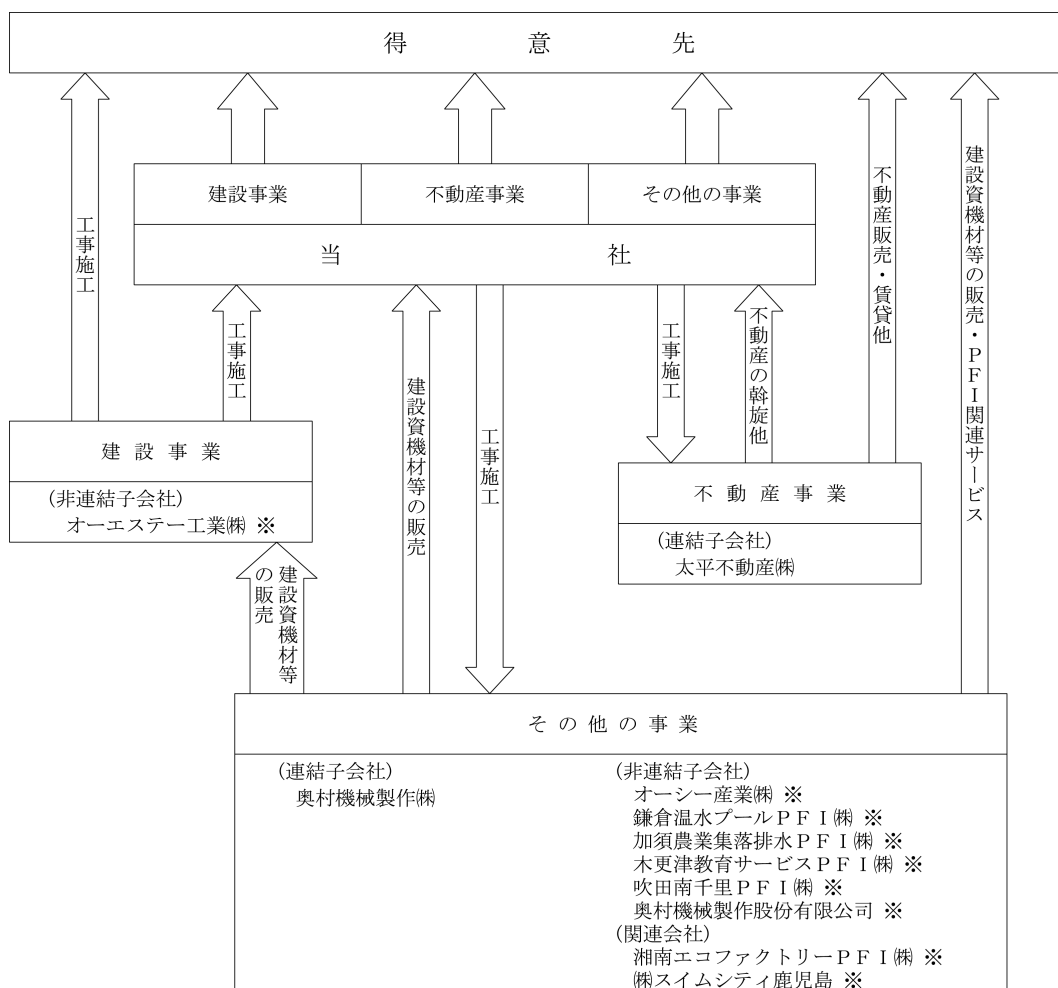 得意先
建設事業
不動産事業
その他の事業
当社
工事施工
工事施工
建設資機材等の販売
工事施工
工事施工
不動産の斡旋他
不動産販売・賃貸他
建設資機材等の販売・ＰＦＩ関連サービス
建設事業
(非連結子会社)
オーエステー工業㈱ ※
不動産事業
(連結子会社)
太平不動産㈱
建設資機材等
の販売
その他の事業
(連結子会社)
奥村機械製作㈱
(非連結子会社)
オーシー産業㈱ ※
鎌倉温水プールＰＦＩ㈱ ※
加須農業集落排水ＰＦＩ㈱ ※
木更津教育サービスＰＦＩ㈱ ※
吹田南千里ＰＦＩ㈱ ※
奥村機械製作股份有限公司 ※
(関連会社)
湘南エコファクトリーＰＦＩ㈱ ※
㈱スイムシティ鹿児島 ※